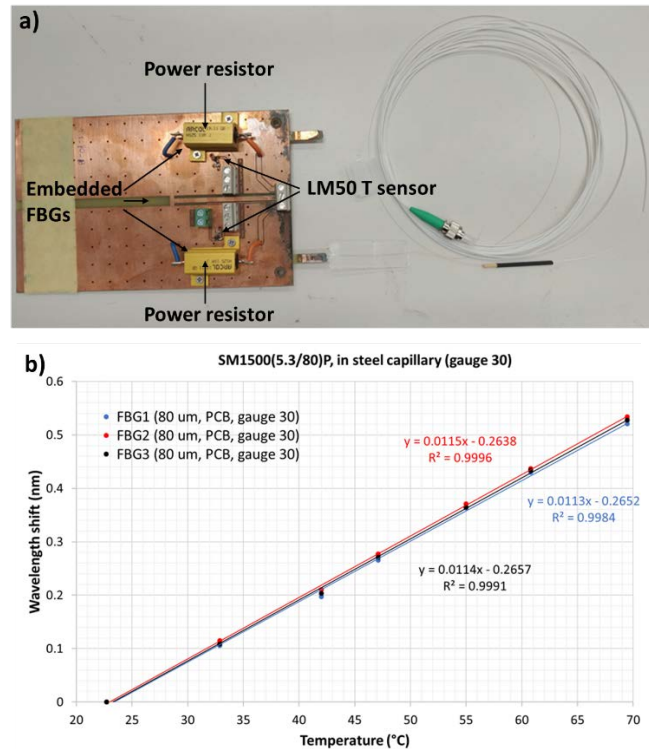 a)
Power resistor
ARCOL
Embedded
FBGs
LM50 T sensor
ARCOL
Power resistor
b)
SM1500(5.3/80)P, in steel capillary (gauge 30)
0.6
FBG1 (80 um, PCB, gauge 30)
FBG2 (80 um, PCB, gauge 30)
FBG3 (80 um, PCB, gauge 30)
0.5
y = 0.0115x - 0.2638
R² = 0.9996
0.4
y = 0.0113x - 0.2652
R² = 0.9984
0.3
y = 0.0114x - 0.2657
R² = 0.9991
0.2
0.1
0
Wavelength shift (nm)
20 25 30 35 40 45 50 55 60 65 70
Temperature (°C)